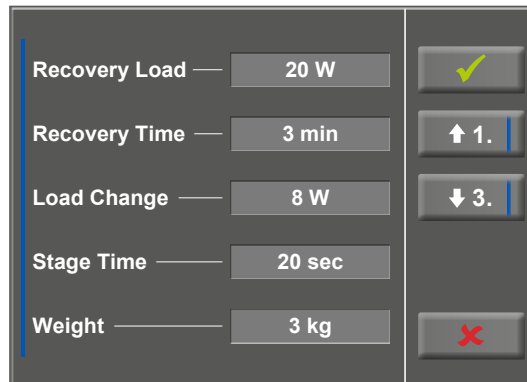 Recovery Load 20 W
Recovery Time 3 min
1.
Load Change 8 W
3.
Stage Time 20 sec
Weight 3 kg